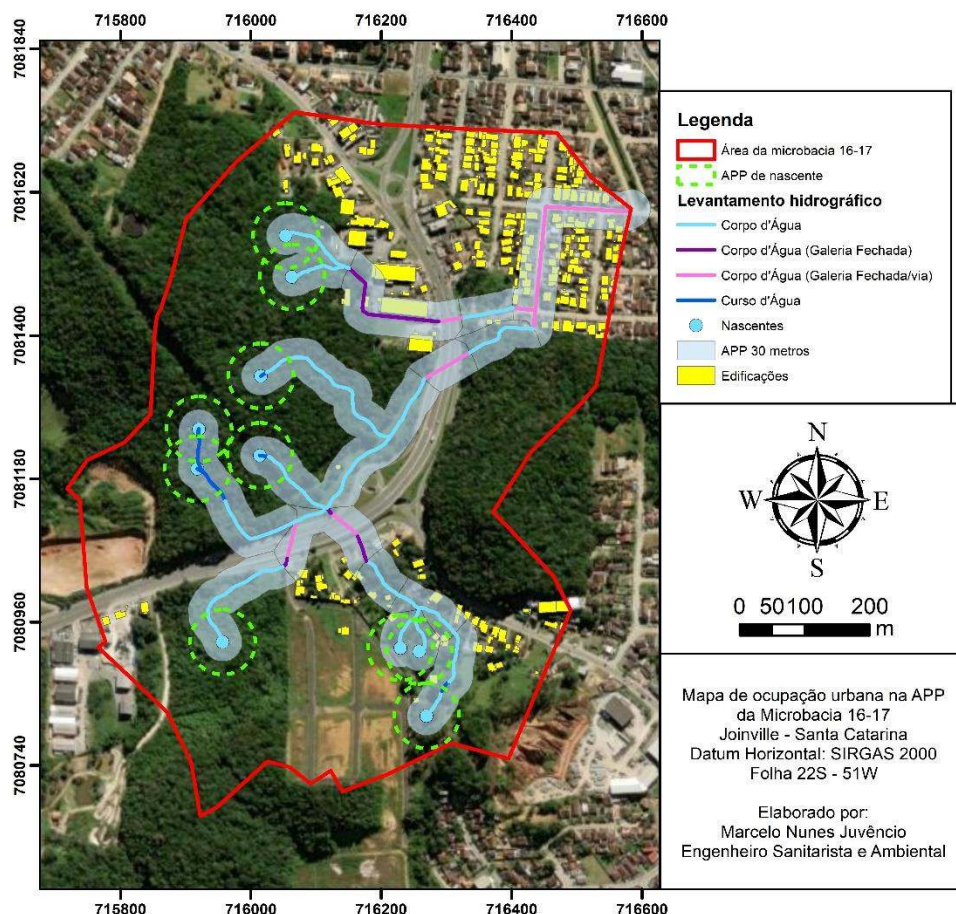 715800 716000 716200 716400 716600
7081840
7081620
7081400
7081180
7080960
7080740
715800 716000 716200 716400 716600
Legenda
Área da microbacia 16-17
APP de nascente
Levantamento hidrográfico
Corpo d'Água
Corpo d'Água (Galeria Fechada)
Corpo d'Água (Galeria Fechada/via)
Curso d'Água
Nascentes
APP 30 metros
Edificações
N
W E
S
0 50 100 200
m
Mapa de ocupação urbana na APP
da Microbacia 16-17
Joinville - Santa Catarina
Datum Horizontal: SIRGAS 2000
Folha 22S - 51W
Elaborado por:
Marcelo Nunes Juvêncio
Engenheiro Sanitarista e Ambiental